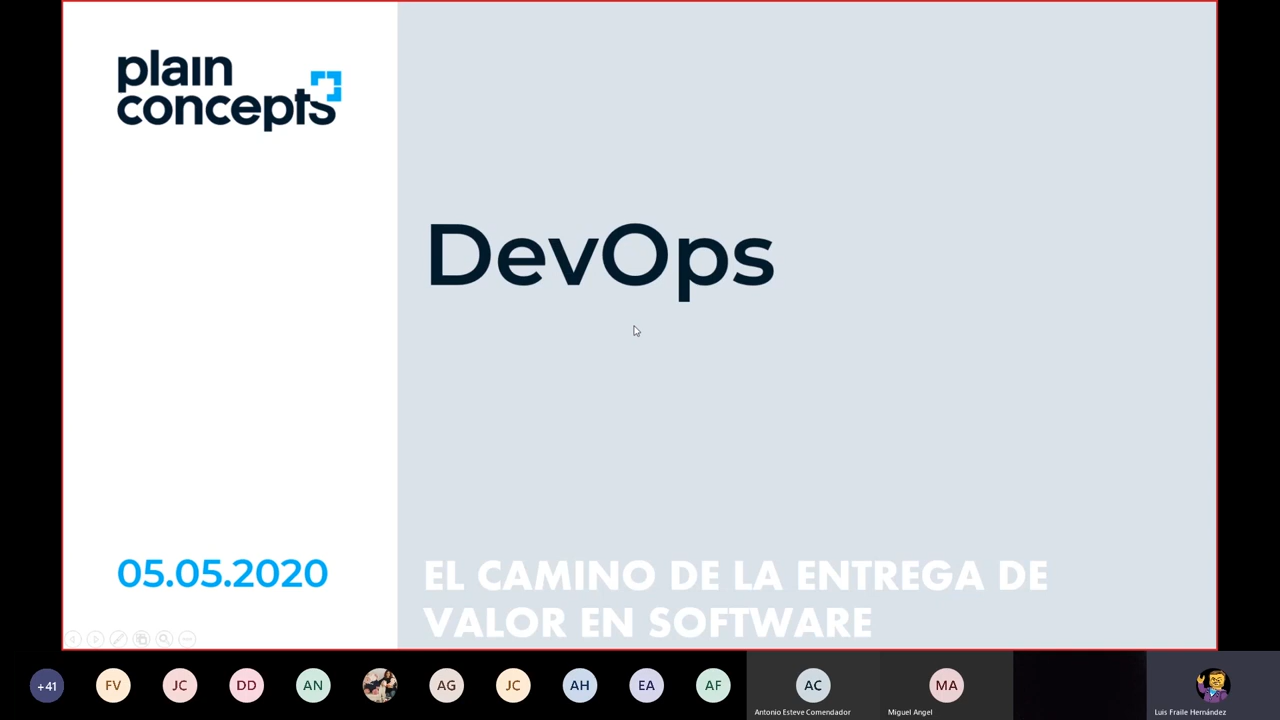 plain
concepts
DevOps
05.05.2020
EL CAMINO DE LA ENTREGA DE
VALOR EN SOFTWARE
+41
FV
JC
DD
AN
AG
JC
AH
EA
AF
AC
MA
Antonio Esteve Comendador
Miguel Angel
Luis Fraile Hernández